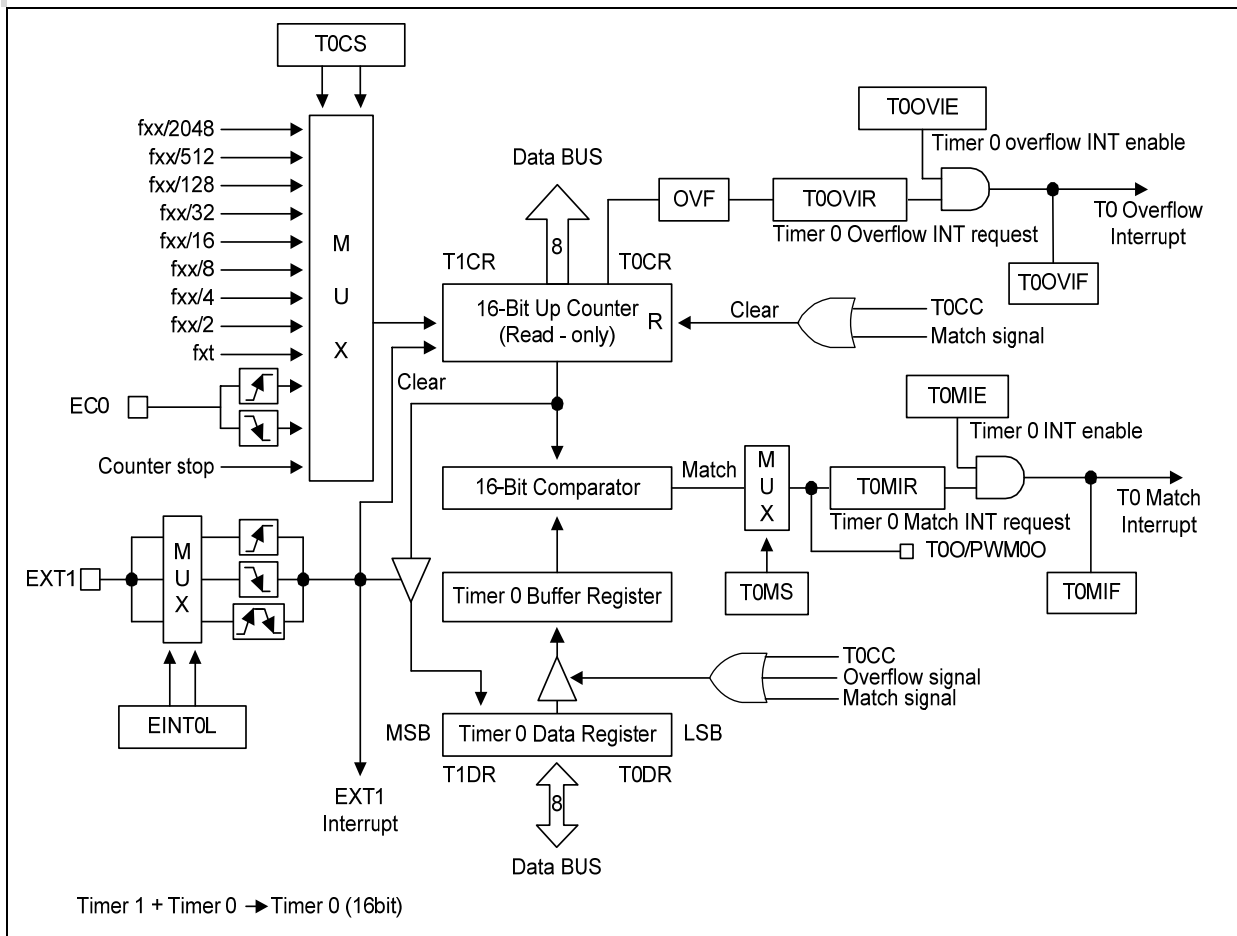 T0CS
fxx/2048
fxx/512
fxx/128
fxx/32
fxx/16
fxx/8
fxx/4
fxx/2
fxt
EC0
Counter stop
M
U
X
Data BUS
8
T1CR
T0CR
16-Bit Up Counter
(Read - only)
R
Clear
OVF
T0OVIR
Timer 0 Overflow INT request
T0OVIE
Timer 0 overflow INT enable
T0 Overflow
Interrupt
T0OVIF
Clear
T0CC
Match signal
16-Bit Comparator
Match
M
U
X
T0MS
T0MIR
Timer 0 Match INT request
T0O/PWM0O
T0MIE
Timer 0 INT enable
T0 Match
Interrupt
T0MIF
EXT1
M
U
X
EINT0L
EXT1
Interrupt
Timer 0 Buffer Register
T0CC
Overflow signal
Match signal
MSB
Timer 0 Data Register
LSB
T1DR
T0DR
8
Data BUS
Timer 1 + Timer 0 → Timer 0 (16bit)